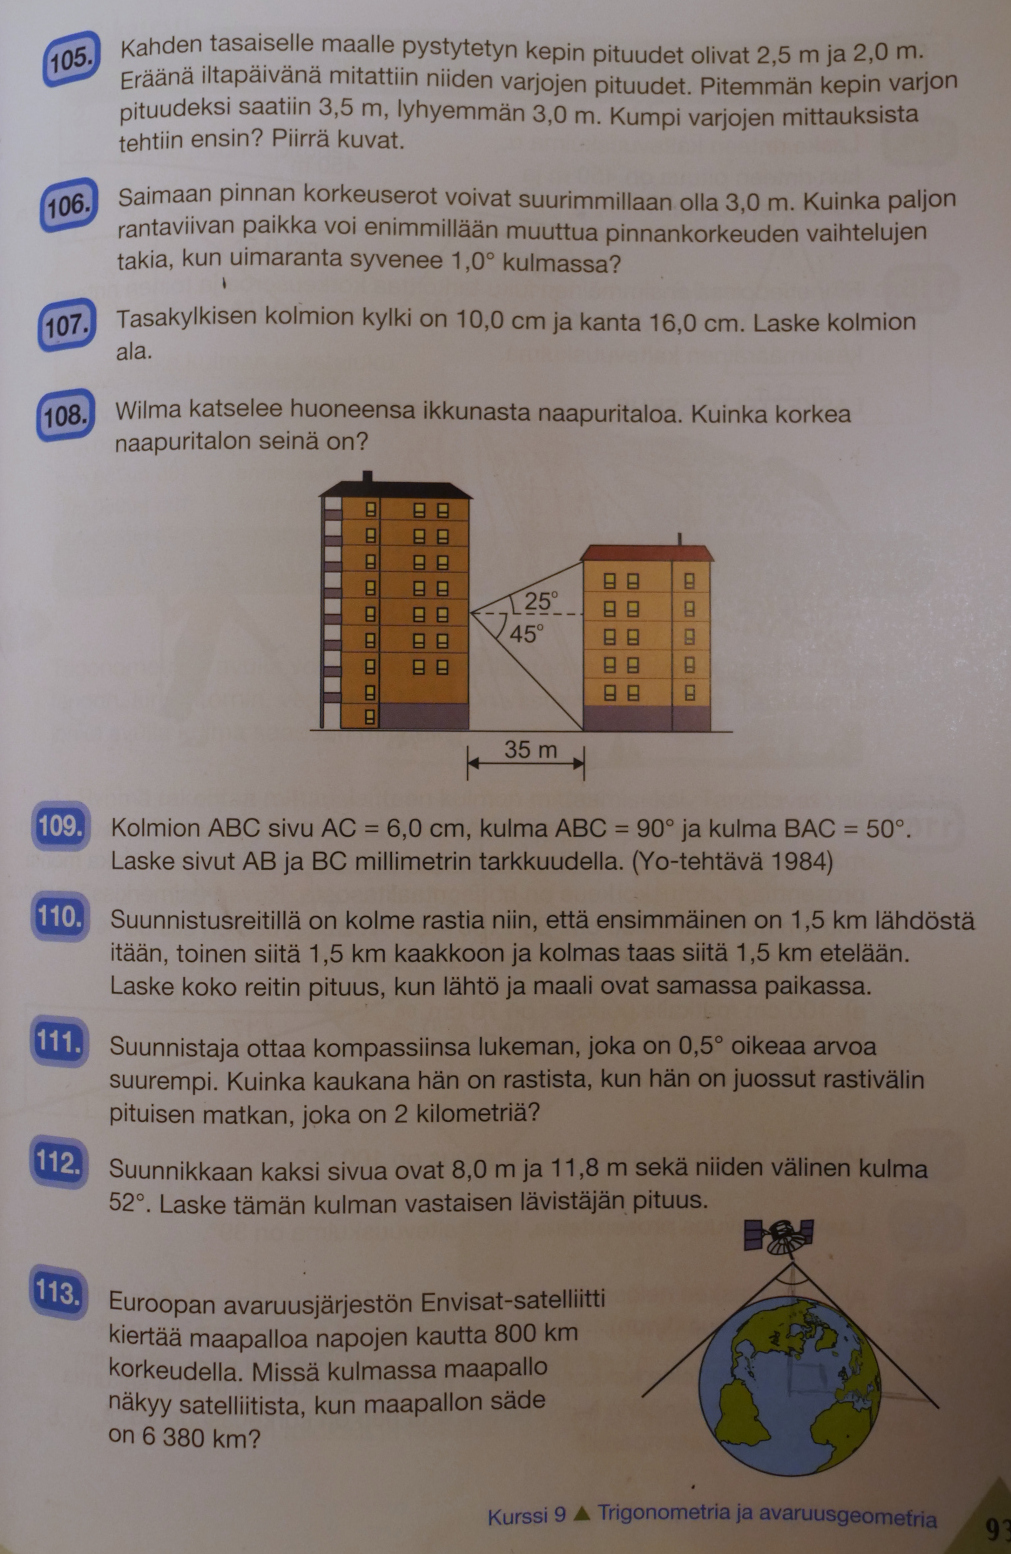 105. Kahden tasaiselle maalle pystytetyn kepin pituudet olivat 2,5 m ja 2,0 m.
Eräänä iltapäivänä mitattiin niiden varjojen pituudet. Pitemmän kepin varjon
pituudeksi saatiin 3,5 m, lyhyemmän 3,0 m. Kumpi varjojen mittauksista
tehtiin ensin? Piirrä kuvat.
106. Saimaan pinnan korkeuserot voivat suurimmillaan olla 3,0 m. Kuinka paljon
rantaviivan paikka voi enimmillään muuttua pinnankorkeuden vaihtelujen
takia, kun uimaranta syvenee 1,0° kulmassa?
107. Tasakylkisen kolmion kylki on 10,0 cm ja kanta 16,0 cm. Laske kolmion
ala.
108. Wilma katselee huoneensa ikkunasta naapuritaloa. Kuinka korkea
naapuritalon seinä on?
25°
45°
35 m
109. Kolmion ABC sivu AC = 6,0 cm, kulma ABC = 90° ja kulma BAC = 50°.
Laske sivut AB ja BC millimetrin tarkkuudella. (Yo-tehtävä 1984)
110. Suunnistusreitillä on kolme rastia niin, että ensimmäinen on 1,5 km lähdöstä
itään, toinen siitä 1,5 km kaakkoon ja kolmas taas siitä 1,5 km etelään.
Laske koko reitin pituus, kun lähtö ja maali ovat samassa paikassa.
111. Suunnistaja ottaa kompassiinsa lukeman, joka on 0,5° oikeaa arvoa
suurempi. Kuinka kaukana hän on rastista, kun hän on juossut rastivälin
pituisen matkan, joka on 2 kilometriä?
112. Suunnikkaan kaksi sivua ovat 8,0 m ja 11,8 m sekä niiden välinen kulma
52°. Laske tämän kulman vastaisen lävistäjän pituus.
113. Euroopan avaruusjärjestön Envisat-satelliitti
kiertää maapalloa napojen kautta 800 km
korkeudella. Missä kulmassa maapallo
näkyy satelliitista, kun maapallon säde
on 6 380 km?
Kurssi 9 ▲ Trigonometria ja avaruusgeometria
93